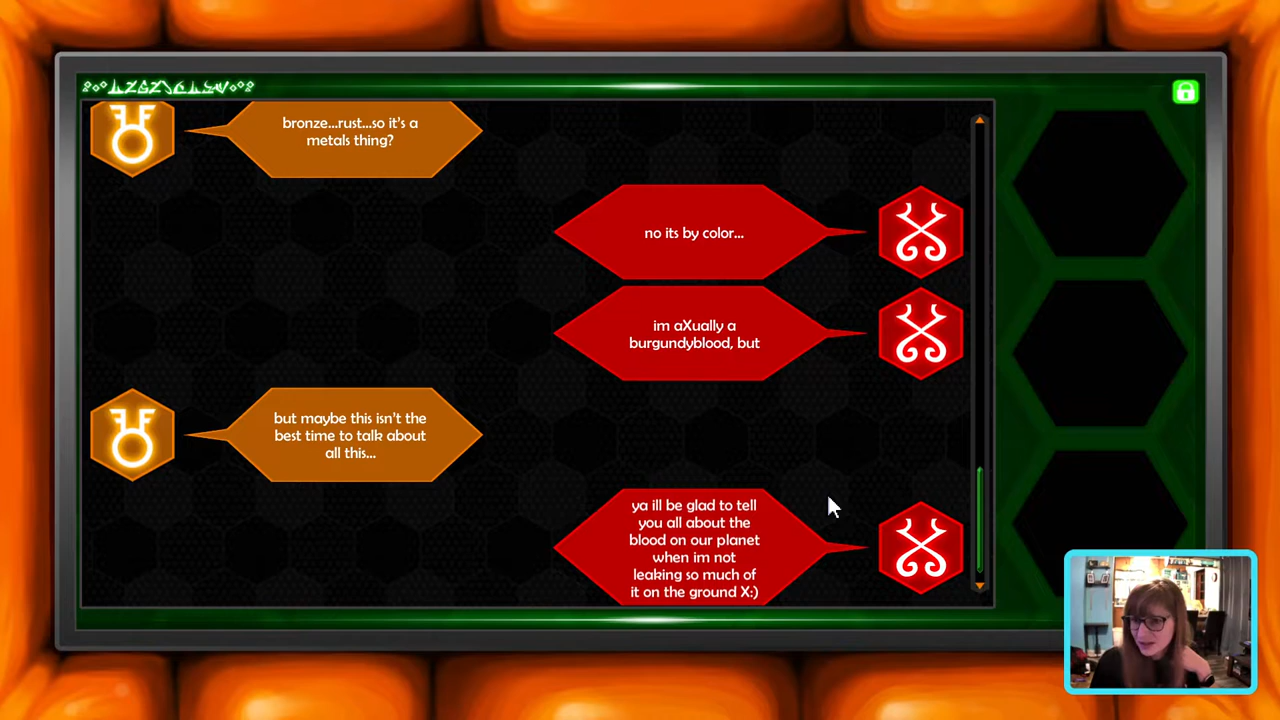 bronze...rust...so it's a
metals thing?
no its by color...
im aXually a
burgundyblood, but
but maybe this isn't the
best time to talk about
all this...
ya ill be glad to tell
you all about the
blood on our planet
when im not
leaking so much of
it on the ground X:)